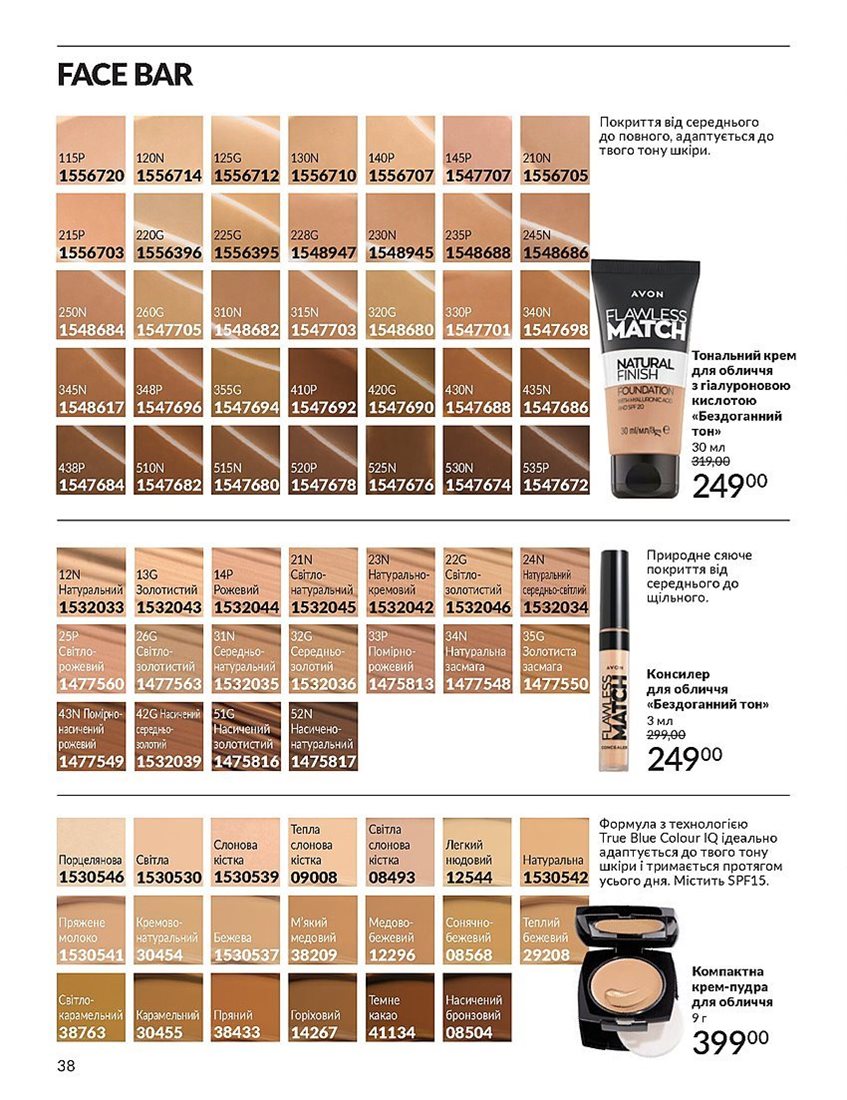 FACE BAR
115P 120N 125G 130N 140P 145P 210N
1556720 1556714 1556712 1556710 1556707 1547707 1556705
215P 220G 225G 228G 230N 235P 245N
1556703 1556396 1556395 1548947 1548945 1548688 1548686
250N 260G 310N 315N 320G 330P 340N
1548684 1547705 1548682 1547703 1548680 1547701 1547698
345N 348P 355G 410P 420G 430N 435N
1548617 1547696 1547694 1547692 1547690 1547688 1547686
438P 510N 515N 520P 525N 530N 535P
1547684 1547682 1547680 1547678 1547676 1547674 1547672
Покриття від середнього
до повного, адаптується до
твого тону шкіри.
AVON
FLAWLESS
MATCH
NATURAL
FINISH
FOUNDATION
WITH HYALURONIC ACID
AND SPF 20
30 ml/мл/მლ e
Тональний крем
для обличчя
з гіалуроновою
кислотою
«Бездоганний
тон»
30 мл
319,00
24900
12N
Натуральний
1532033
13G
Золотистий
1532043
14P
Рожевий
1532044
21N
Світло-
натуральний
1532045
23N
Натурально-
кремовий
1532042
22G
Світло-
золотистий
1532046
24N
Натуральний
середньо-світлий
1532034
25P
Світло-
рожевий
1477560
26G
Світло-
золотистий
1477563
31N
Середньо-
натуральний
1532035
32G
Середньо-
золотий
1532036
33P
Помірно-
рожевий
1475813
34N
Натуральна
засмага
1477548
35G
Золотиста
засмага
1477550
43N Помірно-
насичений
рожевий
1477549
42G Насичений
середньо-
золотий
1532039
51G
Насичений
золотистий
1475816
52N
Насичено-
натуральний
1475817
Природне сяюче
покриття від
середнього до
щільного.
AVON
FLAWLESS
MATCH
CONCEALER
Консилер
для обличчя
«Бездоганний тон»
3 мл
299,00
24900
Порцелянова
1530546
Світла
1530530
Слонова
кістка
1530539
Тепла
слонова
кістка
09008
Світла
слонова
кістка
08493
Легкий
нюдовий
12544
Натуральна
1530542
Пряжене
молоко
1530541
Кремово-
натуральний
30454
Бежева
1530537
М'який
медовий
38209
Медово-
бежевий
12296
Сонячно-
бежевий
08568
Теплий
бежевий
29208
Світло-
карамельний
38763
Карамельний
30455
Пряний
38433
Горіховий
14267
Темне
какао
41134
Насичений
бронзовий
08504
Формула з технологією
True Blue Colour IQ ідеально
адаптується до твого тону
шкіри і тримається протягом
усього дня. Містить SPF15.
Компактна
крем-пудра
для обличчя
9 г
39900
38